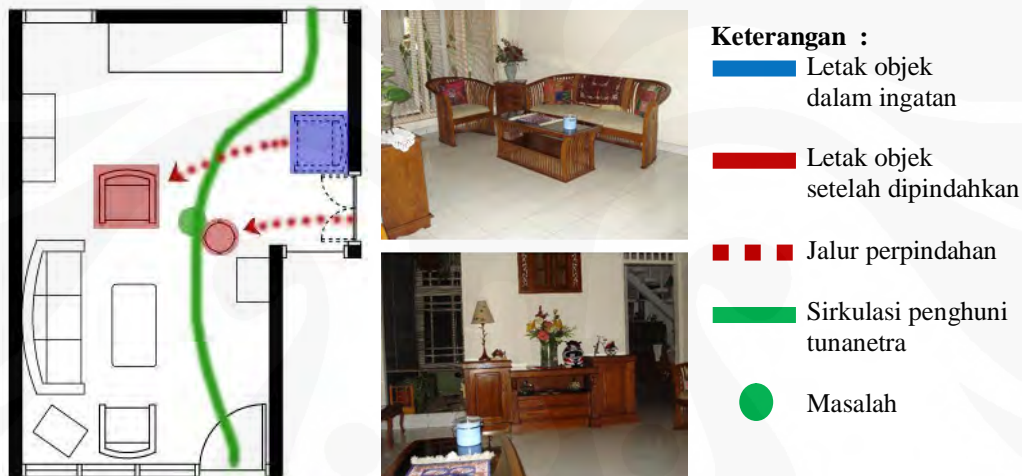 Keterangan :
Letak objek
dalam ingatan
Letak objek
setelah dipindahkan
Jalur perpindahan
Sirkulasi penghuni
tunanetra
Masalah